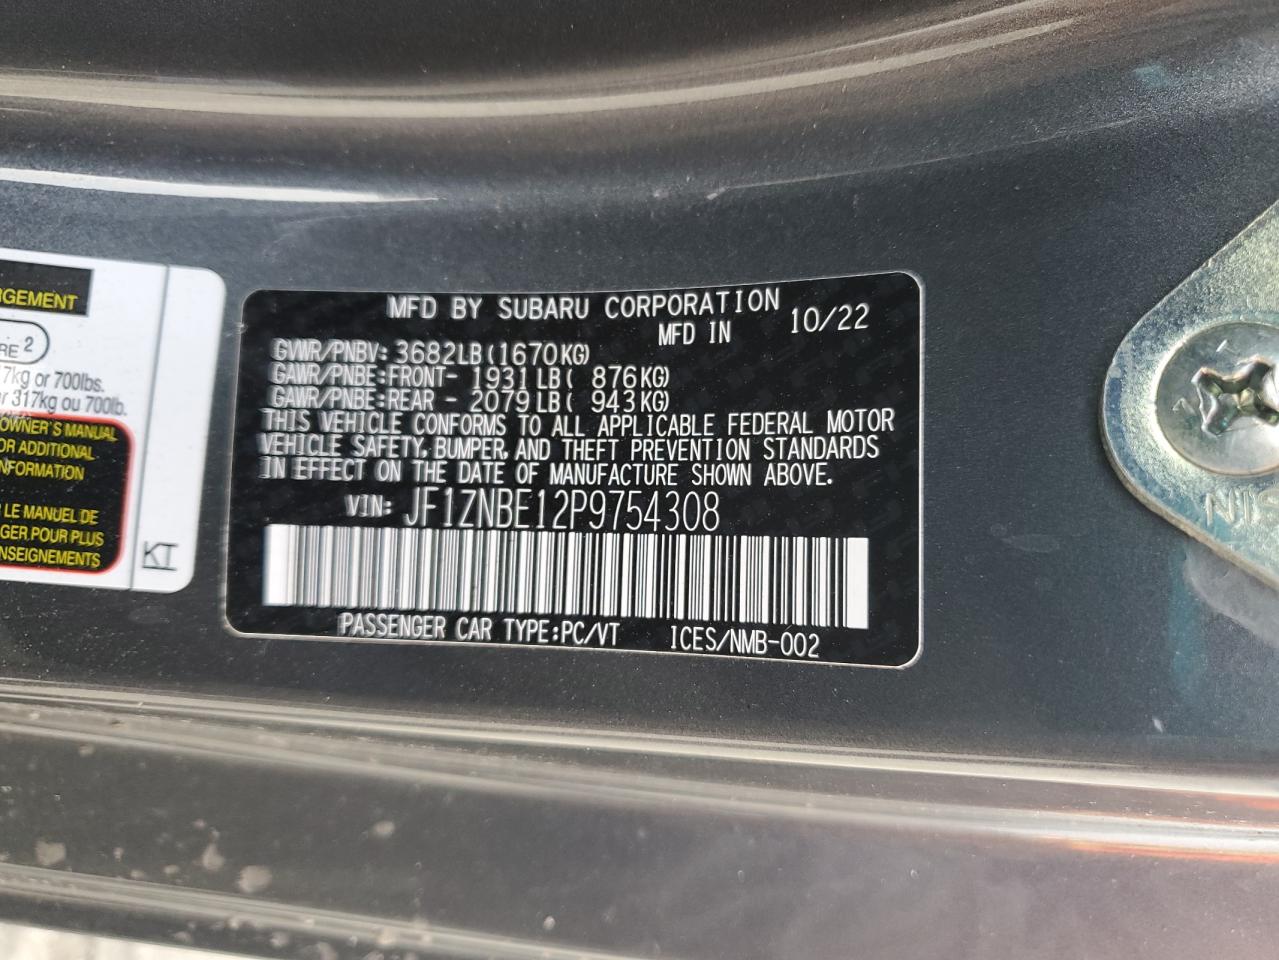 MFD BY SUBARU CORPORATION
MFD IN 10/22
GVWR/PNBV: 3682LB(1670KG)
GAWR/PNBE:FRONT- 1931LB( 876KG)
GAWR/PNBE:REAR - 2079LB( 943KG)
THIS VEHICLE CONFORMS TO ALL APPLICABLE FEDERAL MOTOR
VEHICLE SAFETY, BUMPER, AND THEFT PREVENTION STANDARDS
IN EFFECT ON THE DATE OF MANUFACTURE SHOWN ABOVE.
VIN: JF1ZNBE12P9754308
PASSENGER CAR TYPE:PC/VT ICES/NMB-002
RGEMENT
RE 2
7kg or 700lbs.
r 317kg ou 700lb.
OWNER'S MANUAL
OR ADDITIONAL
NFORMATION
LE MANUEL DE
GER POUR PLUS
NSEIGNEMENTS
KT